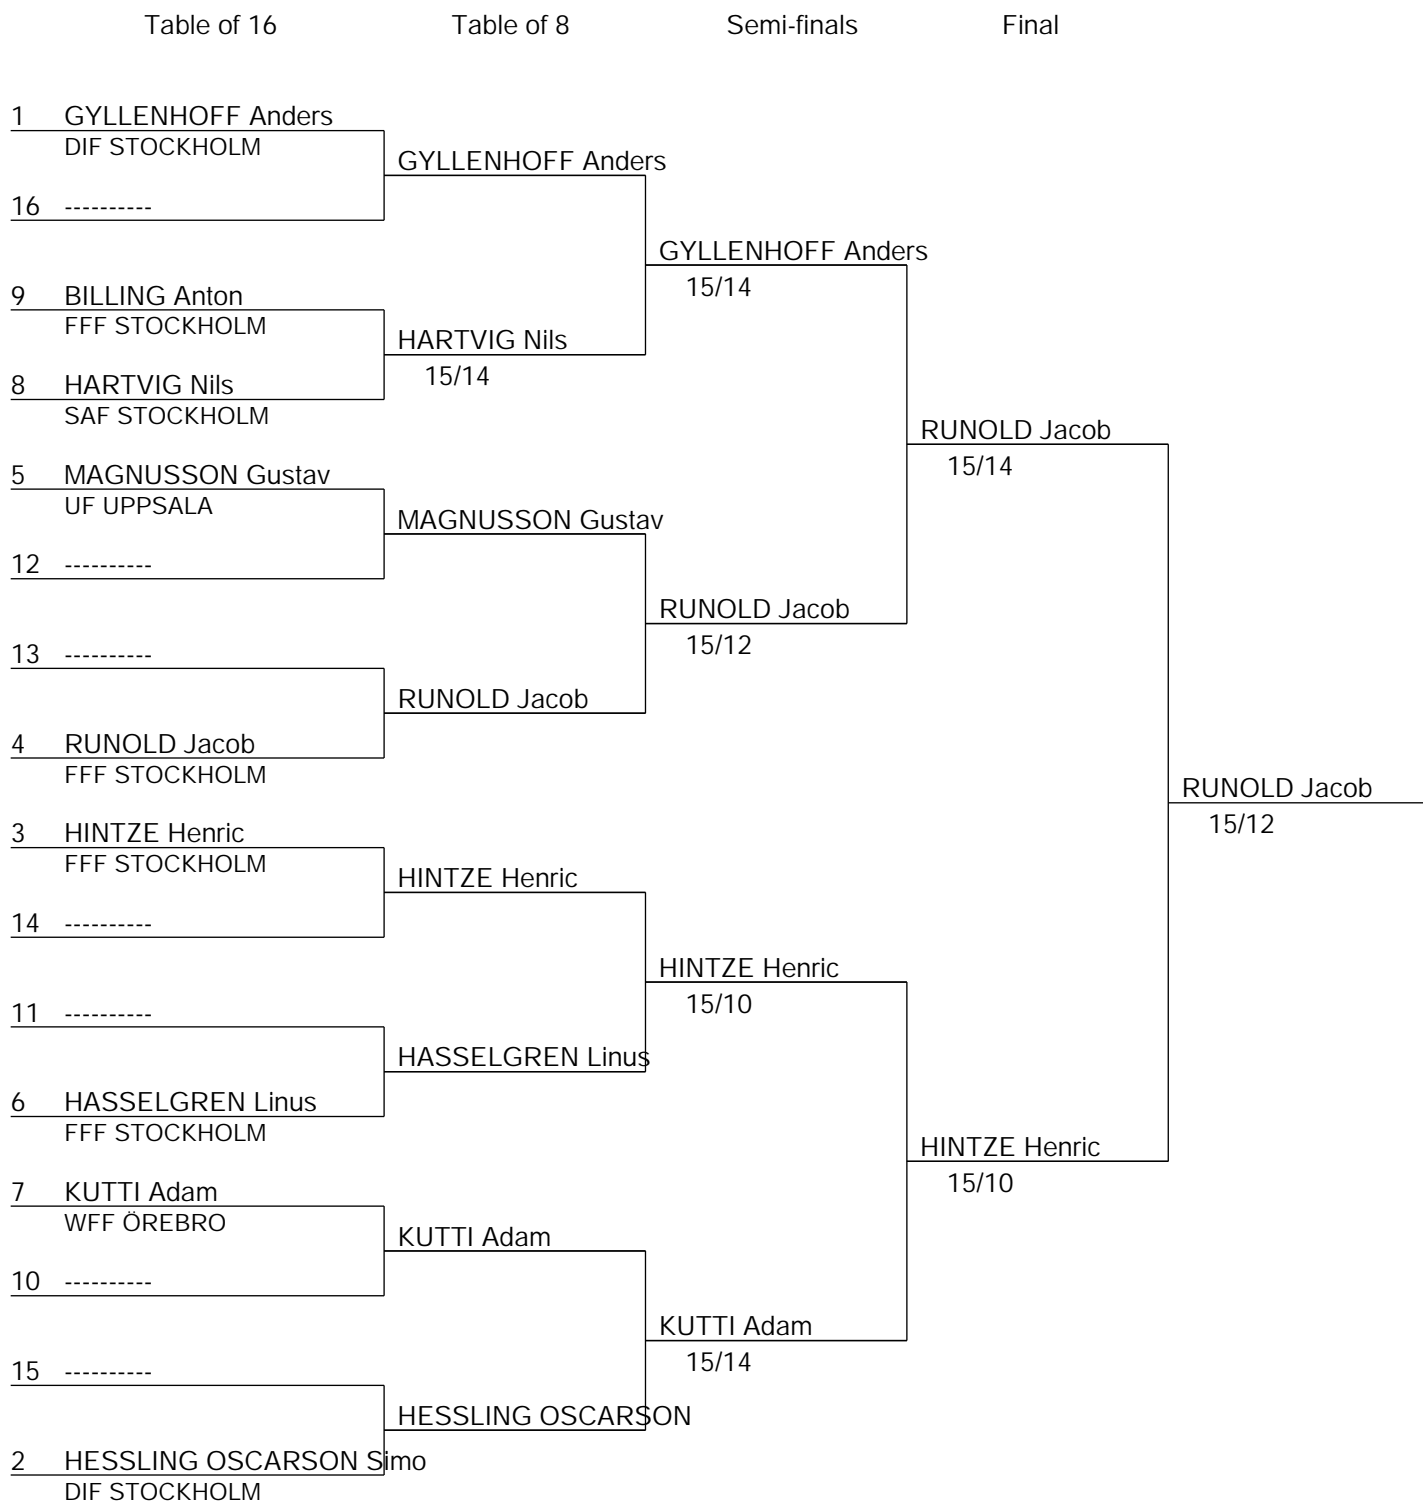 Table of 16 Table of 8 Semi-finals Final
1 GYLLENHOFF Anders
DIF STOCKHOLM
GYLLENHOFF Anders
16 ----------
GYLLENHOFF Anders
15/14
9 BILLING Anton
FFF STOCKHOLM
HARTVIG Nils
15/14
8 HARTVIG Nils
SAF STOCKHOLM
RUNOLD Jacob
15/14
5 MAGNUSSON Gustav
UF UPPSALA
MAGNUSSON Gustav
12 ----------
RUNOLD Jacob
15/12
13 ----------
RUNOLD Jacob
4 RUNOLD Jacob
FFF STOCKHOLM
RUNOLD Jacob
15/12
3 HINTZE Henric
FFF STOCKHOLM
HINTZE Henric
14 ----------
HINTZE Henric
15/10
11 ----------
HASSELGREN Linus
6 HASSELGREN Linus
FFF STOCKHOLM
HINTZE Henric
15/10
7 KUTTI Adam
WFF ÖREBRO
KUTTI Adam
10 ----------
KUTTI Adam
15/14
15 ----------
HESSLING OSCARSON
2 HESSLING OSCARSON Simo
DIF STOCKHOLM